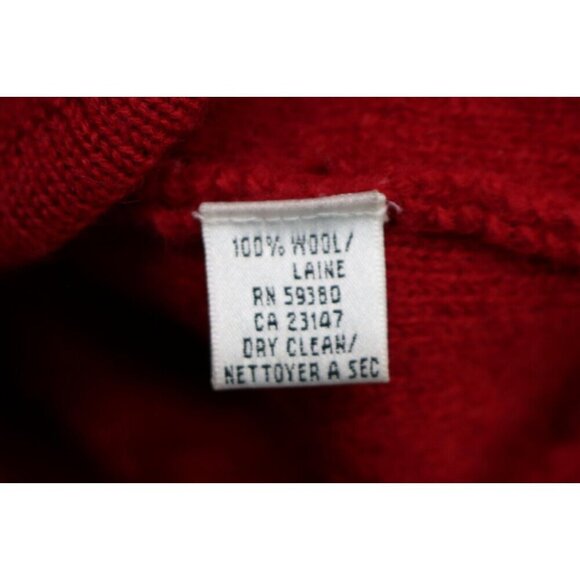 100% WOOL/
LAINE
RN 59380
CA 23147
DRY CLEAN/
NETTOYER A SEC